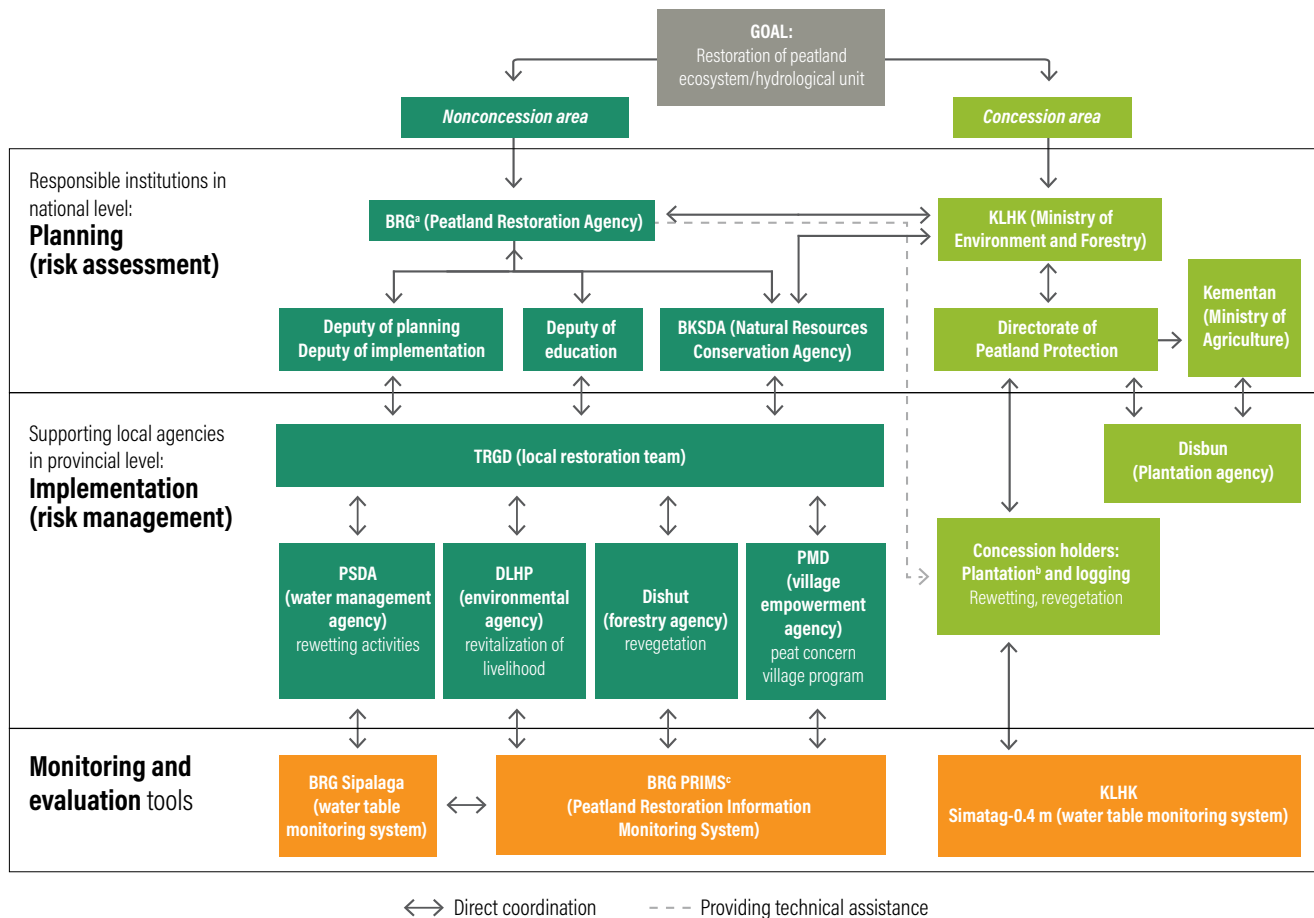 GOAL:
Restoration of peatland
ecosystem/hydrological unit
Nonconcession area
Concession area
Responsible institutions in
national level:
Planning
(risk assessment)
BRGª (Peatland Restoration Agency)
KLHK (Ministry of
Environment and Forestry)
Deputy of planning
Deputy of implementation
Deputy of
education
BKSDA (Natural Resources
Conservation Agency)
Directorate of
Peatland Protection
Kementan
(Ministry of
Agriculture)
Supporting local agencies
in provincial level:
Implementation
(risk management)
TRGD (local restoration team)
Disbun
(Plantation agency)
PSDA
(water management
agency)
rewetting activities
DLHP
(environmental
agency)
revitalization of
livelihood
Dishut
(forestry agency)
revegetation
PMD
(village
empowerment
agency)
peat concern
village program
Concession holders:
Plantationᵇ and logging
Rewetting, revegetation
Monitoring and
evaluation tools
BRG Sipalaga
(water table
monitoring system)
BRG PRIMSᶜ
(Peatland Restoration Information
Monitoring System)
KLHK
Simatag-0.4 m (water table monitoring system)
Direct coordination
Providing technical assistance